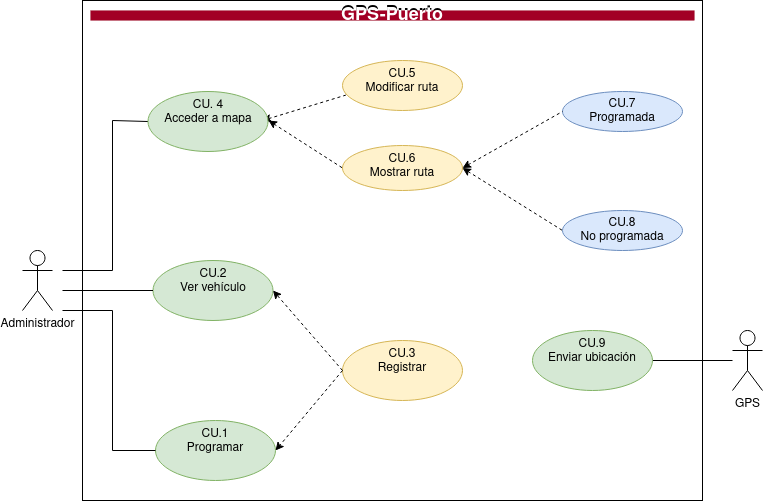 GPS-Puerto
CU.5
Modificar ruta
CU. 4
Acceder a mapa
CU.7
Programada
CU.6
Mostrar ruta
CU.8
No programada
CU.2
Ver vehículo
Administrador
CU.9
Enviar ubicación
CU.3
Registrar
GPS
CU.1
Programar